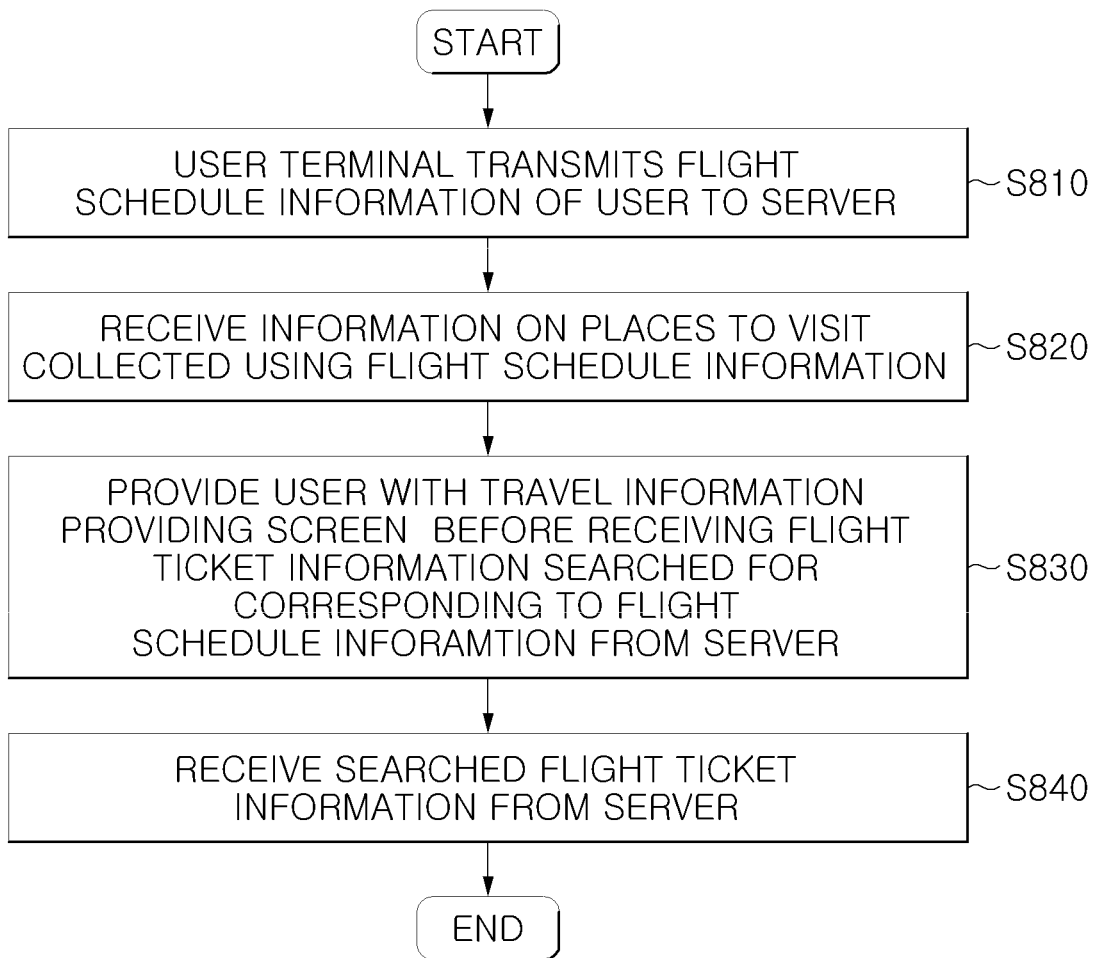 START
USER TERMINAL TRANSMITS FLIGHT
SCHEDULE INFORMATION OF USER TO SERVER
S810
RECEIVE INFORMATION ON PLACES TO VISIT
COLLECTED USING FLIGHT SCHEDULE INFORMATION
S820
PROVIDE USER WITH TRAVEL INFORMATION
PROVIDING SCREEN BEFORE RECEIVING FLIGHT
TICKET INFORMATION SEARCHED FOR
CORRESPONDING TO FLIGHT
SCHEDULE INFORAMTION FROM SERVER
S830
RECEIVE SEARCHED FLIGHT TICKET
INFORMATION FROM SERVER
S840
END